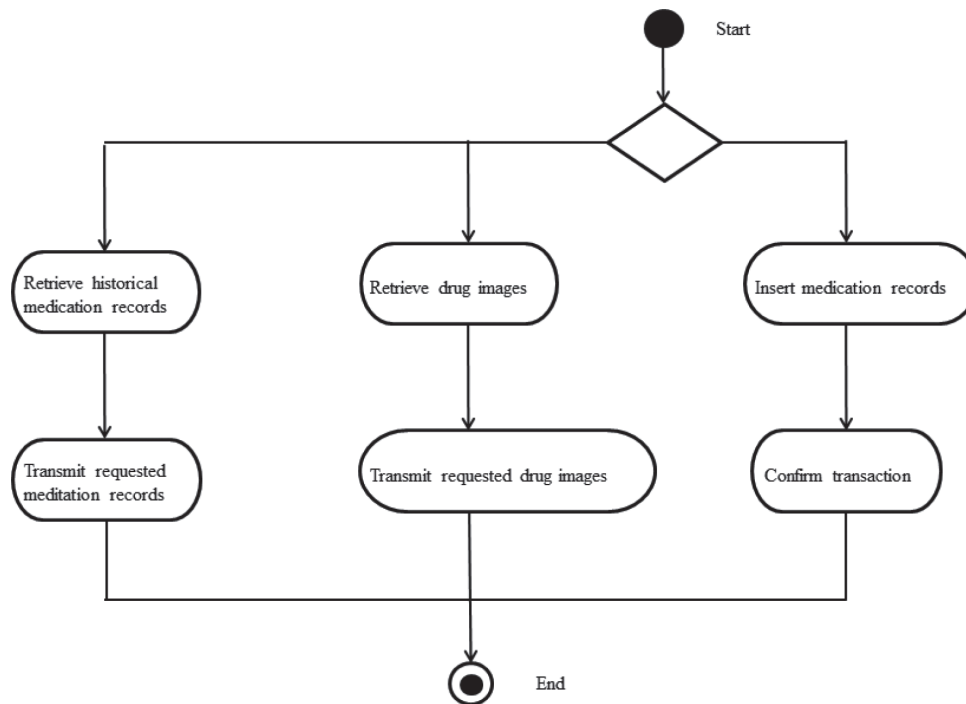 Start
Retrieve historical
medication records
Retrieve drug images
Insert medication records
Transmit requested
meditation records
Transmit requested drug images
Confirm transaction
End